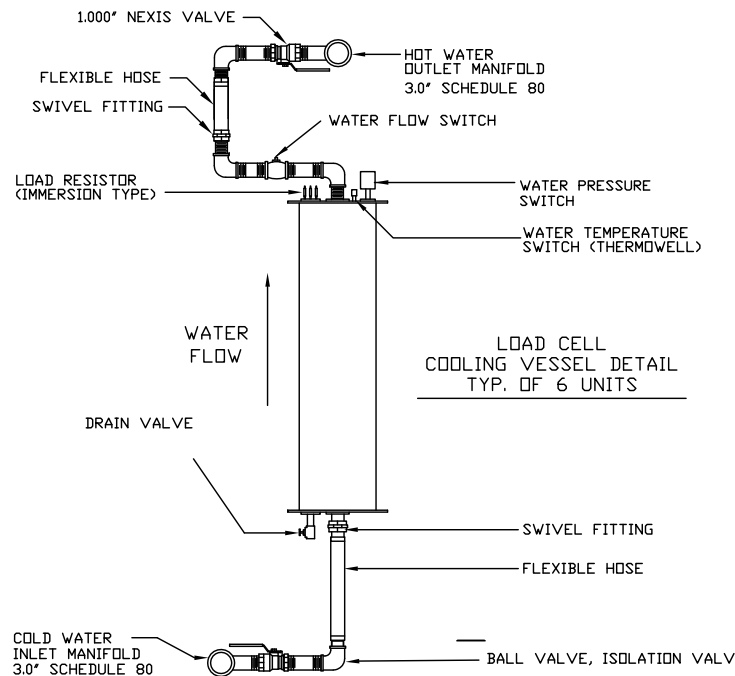 1.000" NEXIS VALVE
HOT WATER
OUTLET MANIFOLD
3.0" SCHEDULE 80
FLEXIBLE HOSE
SWIVEL FITTING
WATER FLOW SWITCH
LOAD RESISTOR
(IMMERSION TYPE)
WATER PRESSURE
SWITCH
WATER TEMPERATURE
SWITCH (THERMOWELL)
WATER
FLOW
LOAD CELL
COOLING VESSEL DETAIL
TYP. OF 6 UNITS
DRAIN VALVE
SWIVEL FITTING
FLEXIBLE HOSE
COLD WATER
INLET MANIFOLD
3.0" SCHEDULE 80
BALL VALVE, ISOLATION VALV